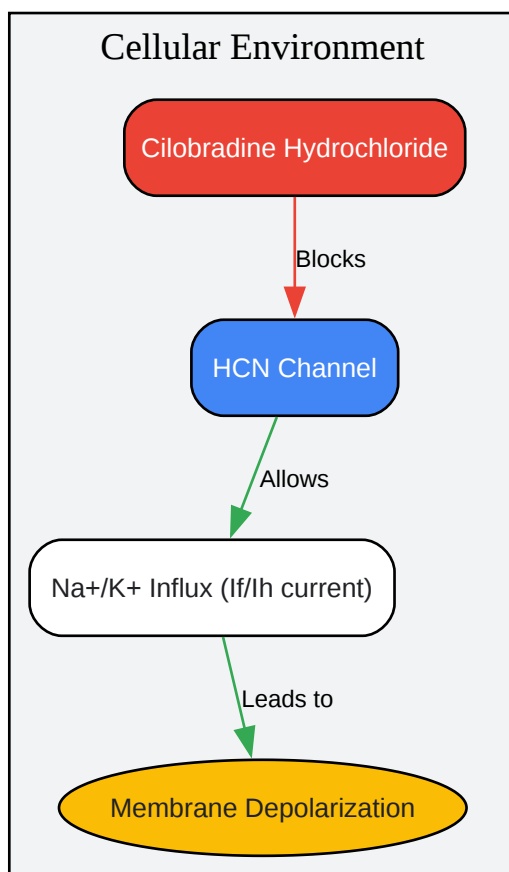 Cellular Environment
Cilobradine Hydrochloride
Blocks
HCN Channel
Allows
Na+/K+ Influx (If/Ih current)
Leads to
Membrane Depolarization